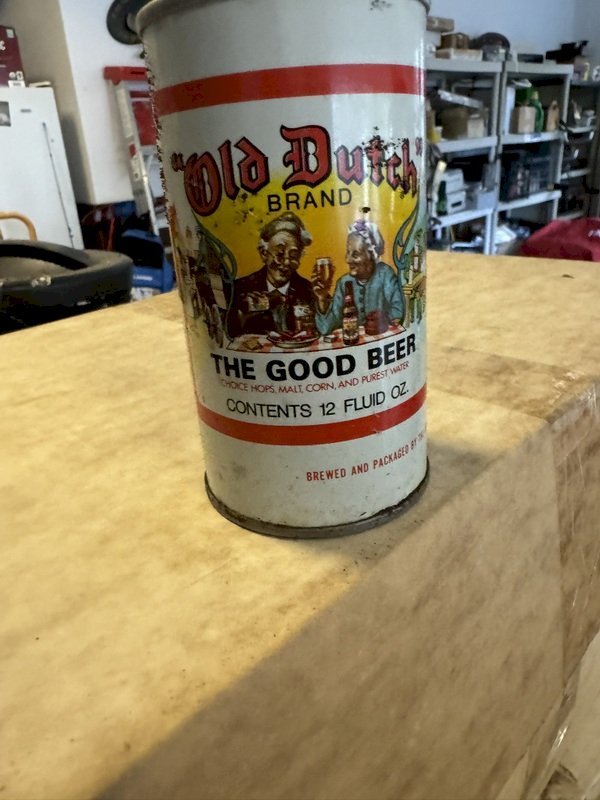 "Old Dutch"
BRAND
THE GOOD BEER
CHOICE HOPS, MALT, CORN, AND PUREST WATER
CONTENTS 12 FLUID OZ.
BREWED AND PACKAGED BY